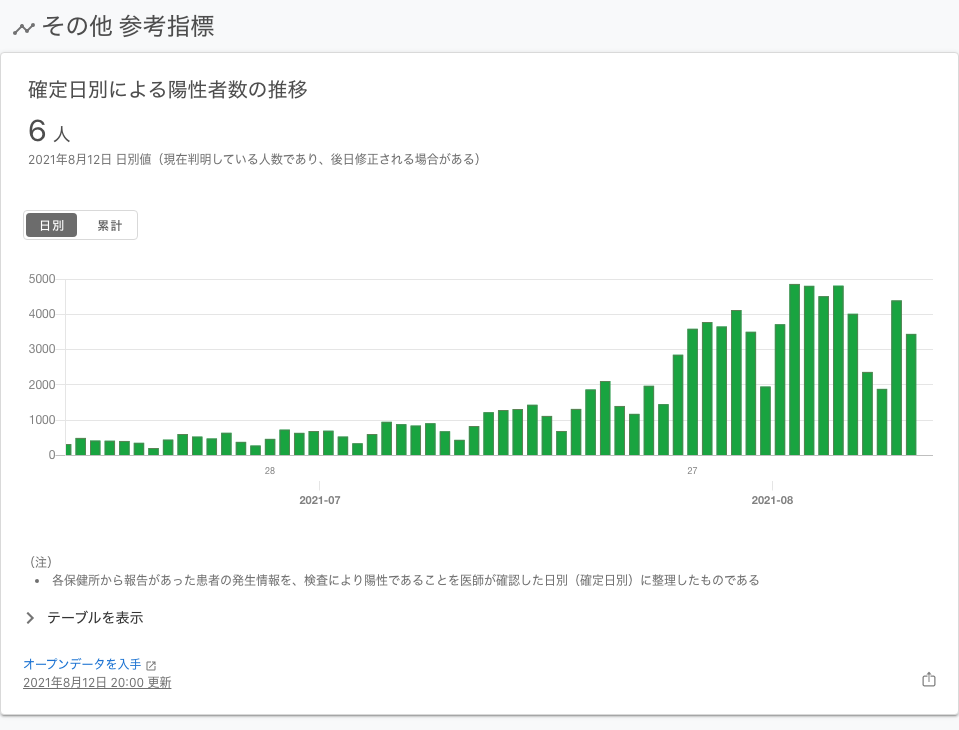 その他 参考指標
確定日別による陽性者数の推移
6 人
2021年8月12日 日別値（現在判明している人数であり、後日修正される場合がある）
日別 累計
5000
4000
3000
2000
1000
0
28 27
2021-07 2021-08
（注）
• 各保健所から報告があった患者の発生情報を、検査により陽性であることを医師が確認した日別（確定日別）に整理したものである
テーブルを表示
オープンデータを入手
2021年8月12日 20:00 更新